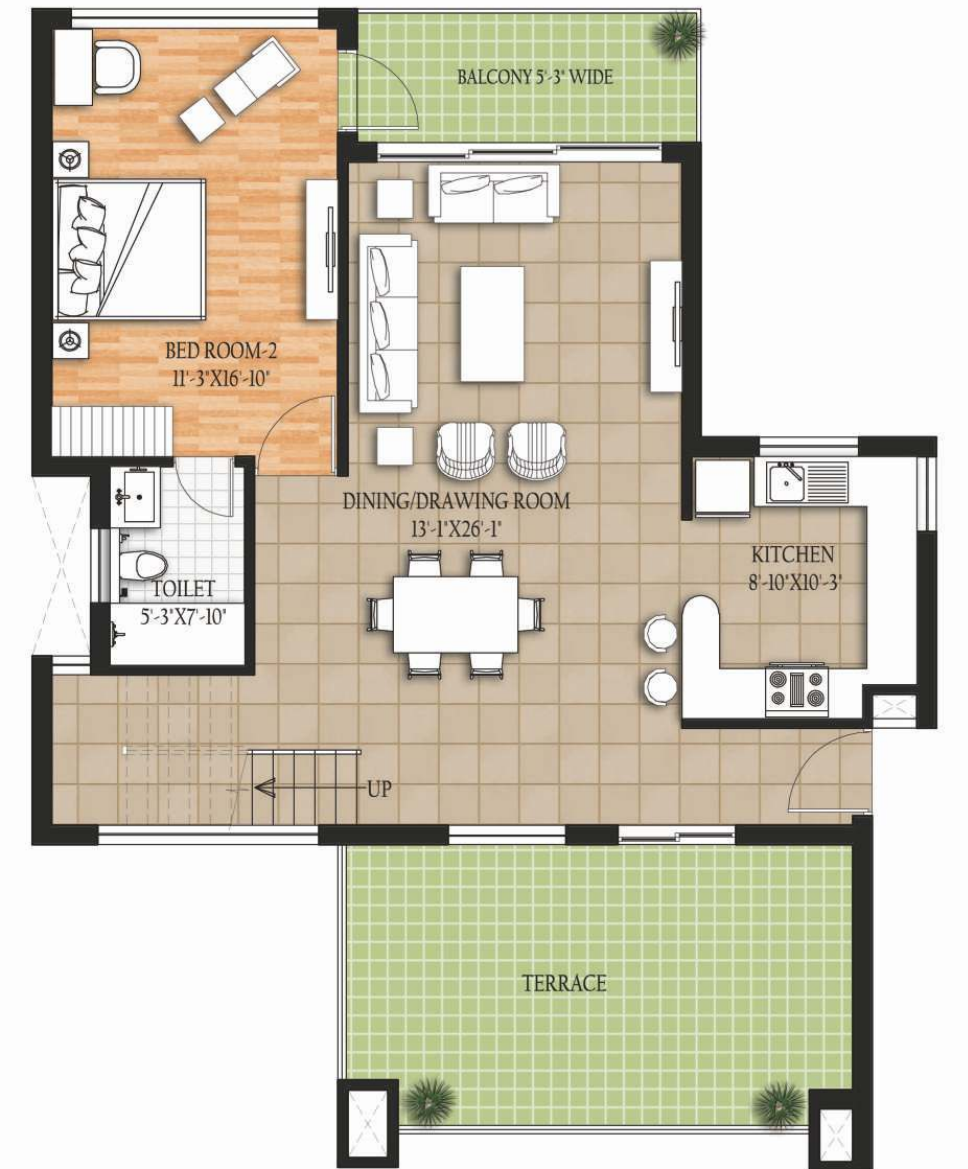 BALCONY 5'-3" WIDE
BED ROOM-2
11'-3"X16'-10"
DINING/DRAWING ROOM
13'-1"X26'-1"
KITCHEN
8'-10"X10'-3"
TOILET
5'-3"X7'-10"
UP
TERRACE